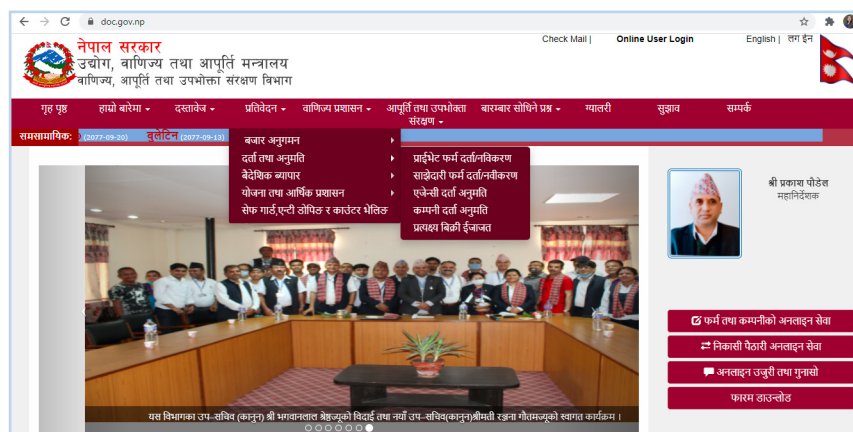 doc.gov.np
नेपाल सरकार
उद्योग, वाणिज्य तथा आपूर्ति मन्त्रालय
वाणिज्य, आपूर्ति तथा उपभोक्ता संरक्षण विभाग
Check Mail | Online User Login English | लग ईन
गृह पृष्ठ हाम्रो बारेमा दस्तावेज प्रतिवेदन वाणिज्य प्रशासन आपूर्ति तथा उपभोक्ता संरक्षण बारम्बार सोधिने प्रश्न ग्यालरी सुझाव सम्पर्क
समसामायिक: (2077-09-20) बुलेटिन (2077-09-13)
बजार अनुगमन
दर्ता तथा अनुमति
बैदेशिक ब्यापार
योजना तथा आर्थिक प्रशासन
सेफ गार्ड,एन्टी डोपिङ र काउंटर भेलिङ
प्राईभेट फर्म दर्ता/नविकरण
साझेदारी फर्म दर्ता/नवीकरण
एजेन्सी दर्ता अनुमति
कम्पनी दर्ता अनुमति
प्रत्यक्ष बिक्री ईजाजत
श्री प्रकाश पौडेल
महानिर्देशक
फर्म तथा कम्पनीको अनलाइन सेवा
निकासी पैठारी अनलाइन सेवा
अनलाइन उजुरी तथा गुनासो
फारम डाउन्लोड
यस विभागका उप–सचिव (कानुन) श्री भगवानलाल श्रेष्ठज्यूको विदाई तथा नयाँ उप–सचिव(कानुन)श्रीमती रञ्जना गौतमज्यूको स्वागत कार्यक्रम ।